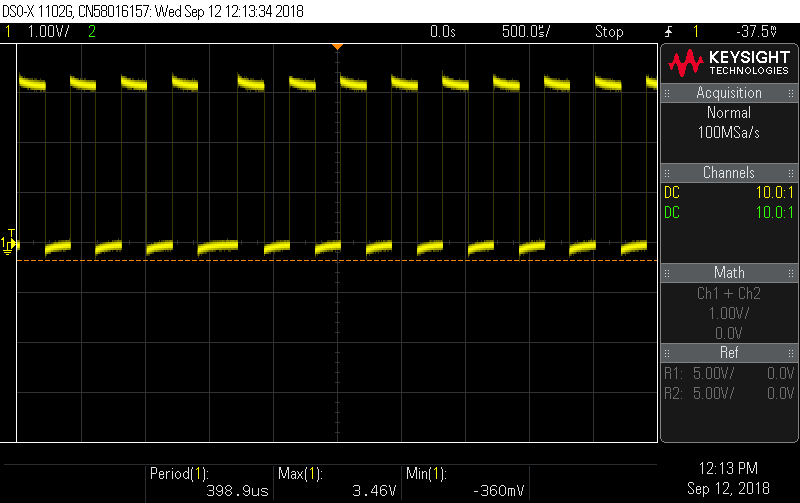 DSO-X 1102G, CN58016157: Wed Sep 12 12:13:34 2018
1 1.00V/ 2 0.0s 500.0us/ Stop 1 -37.5%
KEYSIGHT
TECHNOLOGIES
Acquisition
Normal
100MSa/s
Channels
DC 10.0:1
DC 10.0:1
T
1
Math
Ch1 + Ch2
1.00V/
0.0V
Ref
R1: 5.00V/ 0.0V
R2: 5.00V/ 0.0V
Period(1): Max(1): Min(1):
398.9us 3.46V -360mV
12:13 PM
Sep 12, 2018